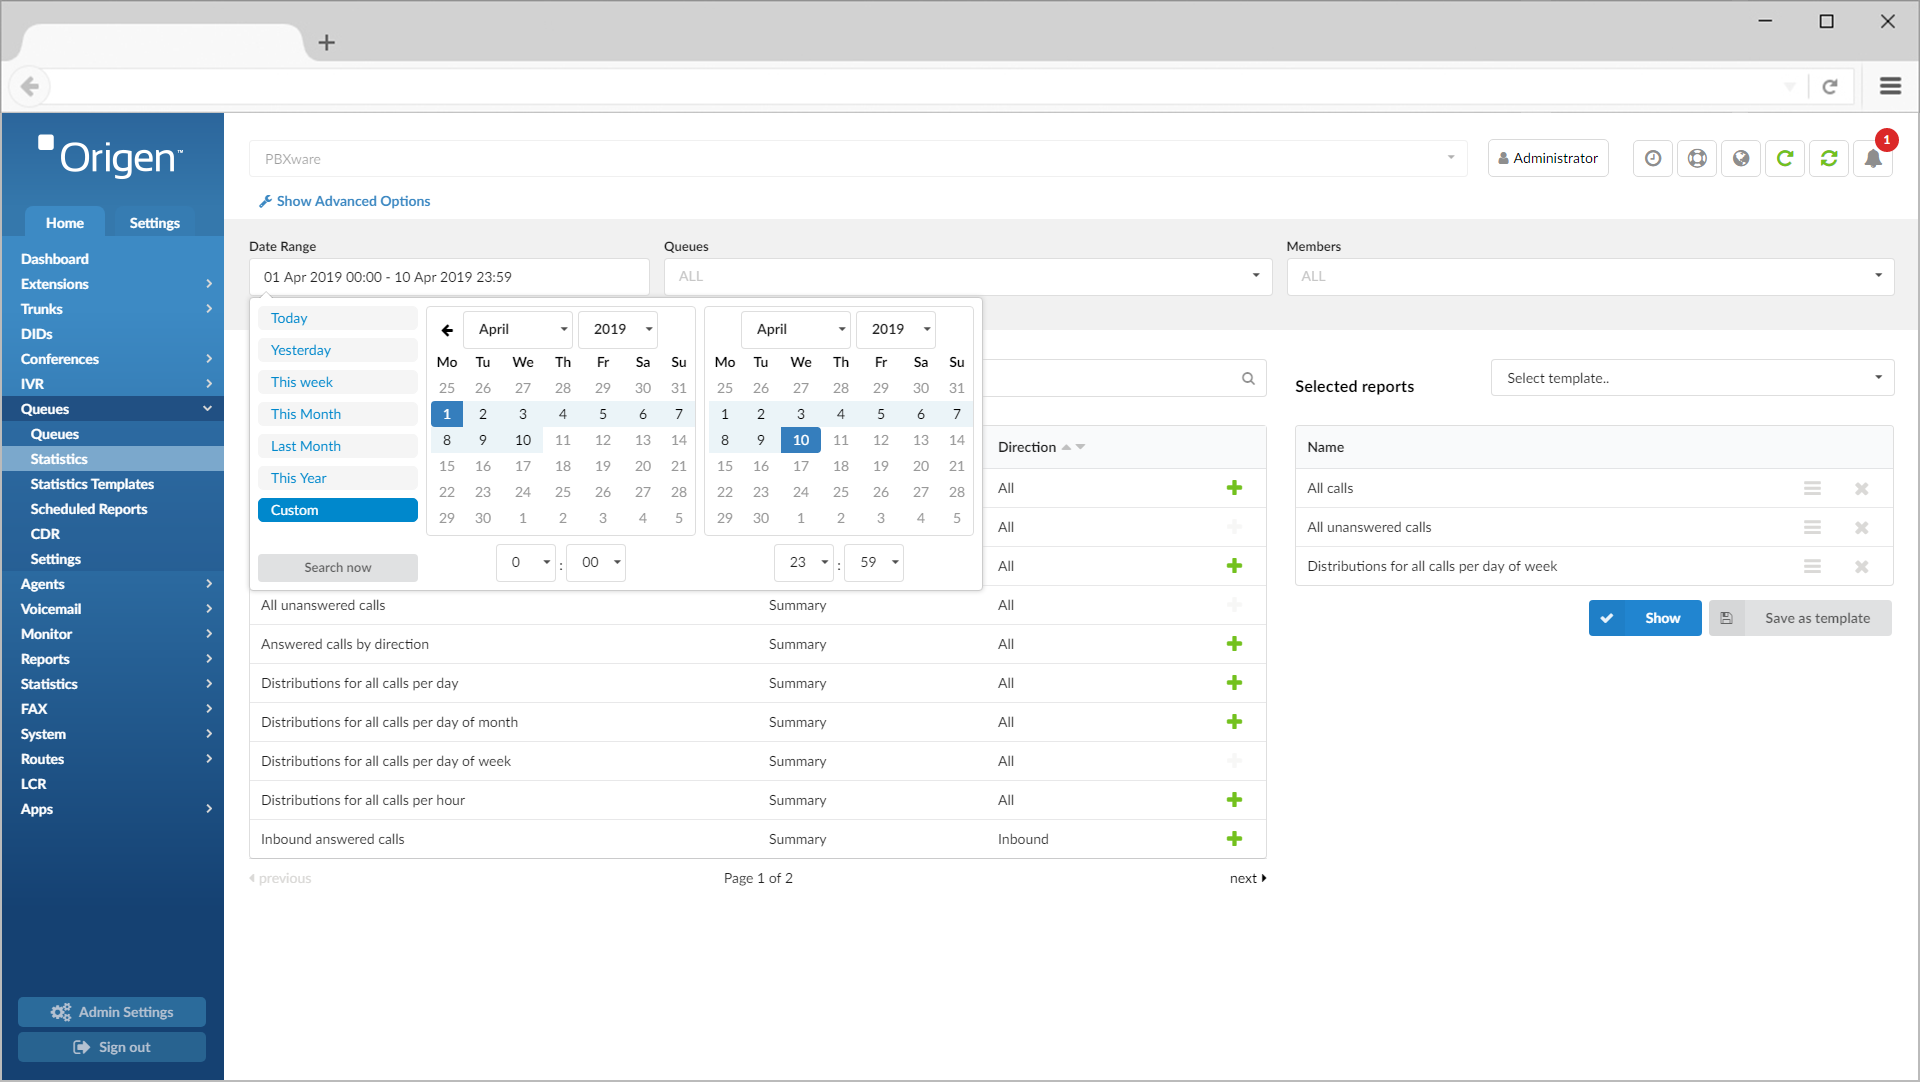 Origen™
Home Settings
Dashboard
Extensions
Trunks
DIDs
Conferences
IVR
Queues
Queues
Statistics
Statistics Templates
Scheduled Reports
CDR
Settings
Agents
Voicemail
Monitor
Reports
Statistics
FAX
System
Routes
LCR
Apps
Admin Settings
Sign out
PBXware
Administrator
1
Show Advanced Options
Date Range Queues Members
01 Apr 2019 00:00 - 10 Apr 2019 23:59 ALL ALL
Today
Yesterday
This week
This Month
Last Month
This Year
Custom
Search now
April 2019
Mo Tu We Th Fr Sa Su
25 26 27 28 29 30 31
1 2 3 4 5 6 7
8 9 10 11 12 13 14
15 16 17 18 19 20 21
22 23 24 25 26 27 28
29 30 1 2 3 4 5
0 : 00
April 2019
Mo Tu We Th Fr Sa Su
25 26 27 28 29 30 31
1 2 3 4 5 6 7
8 9 10 11 12 13 14
15 16 17 18 19 20 21
22 23 24 25 26 27 28
29 30 1 2 3 4 5
23 : 59
Direction
All
All
All
All unanswered calls Summary All
Answered calls by direction Summary All
Distributions for all calls per day Summary All
Distributions for all calls per day of month Summary All
Distributions for all calls per day of week Summary All
Distributions for all calls per hour Summary All
Inbound answered calls Summary Inbound
previous Page 1 of 2 next
Selected reports Select template..
Name
All calls
All unanswered calls
Distributions for all calls per day of week
Show Save as template